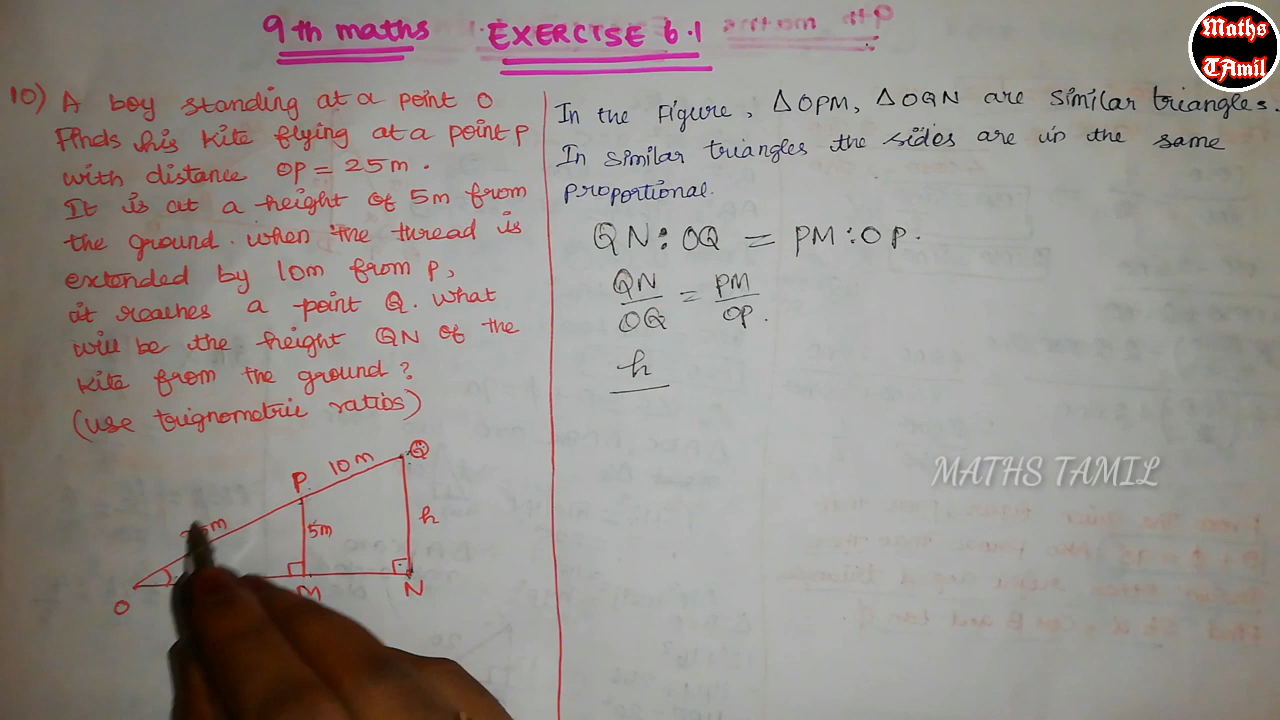 9th maths EXERCISE 6.1
Maths
TAmil
10) A boy standing at a point O
Finds his kite flying at a point P
with distance OP = 25m.
It is at a height of 5m from
the ground. when the thread is
extended by 10m from P,
it reaches a point Q. What
will be the height QN of the
kite from the ground?
(use trignometric ratios)
In the Figure, △OPM, △OQN are similar triangles.
In similar triangles the sides are in the same
proportional.
QN:OQ = PM:OP.
QN/OQ = PM/OP.
h
MATHS TAMIL
Q
10m
P
5m
h
O
M
N